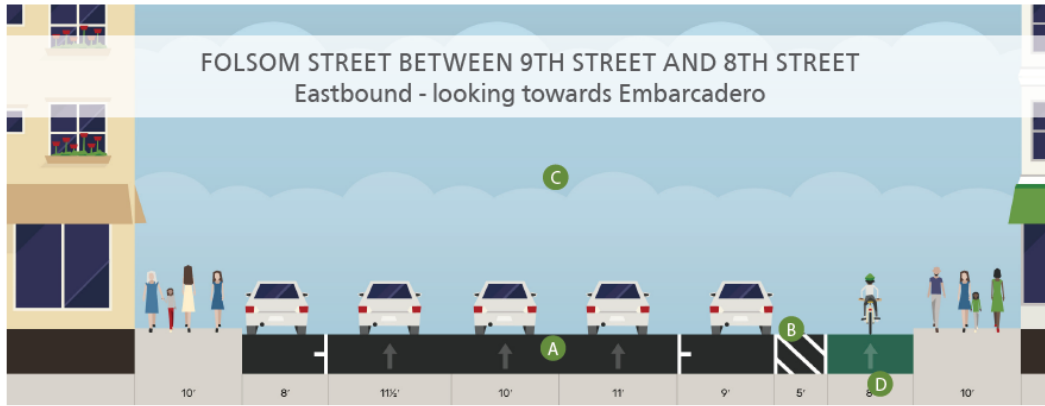 FOLSOM STREET BETWEEN 9TH STREET AND 8TH STREET
Eastbound - looking towards Embarcadero
C
B
A
D
10' 8' 11½' 10' 11' 9' 5' 8' 10'